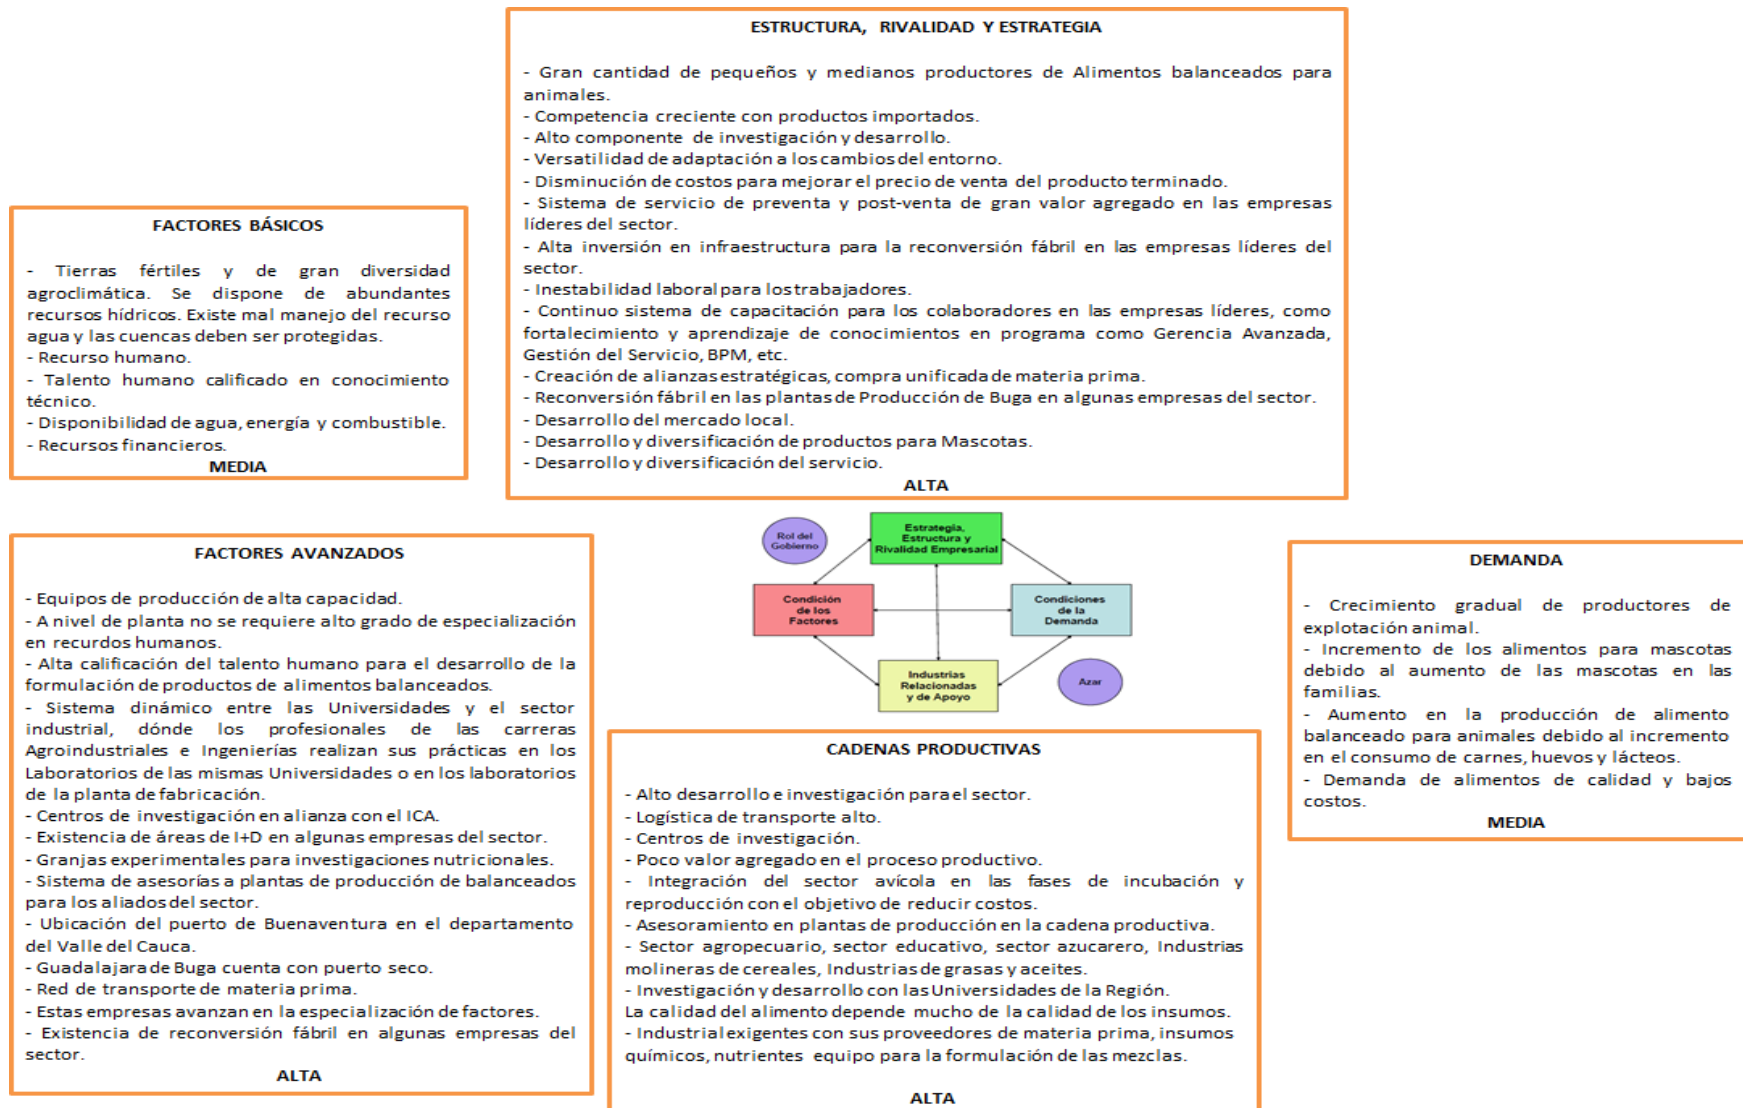 ESTRUCTURA, RIVALIDAD Y ESTRATEGIA
- Gran cantidad de pequeños y medianos productores de Alimentos balanceados para
animales.
- Competencia creciente con productos importados.
- Alto componente de investigación y desarrollo.
- Versatilidad de adaptación a los cambios del entorno.
- Disminución de costos para mejorar el precio de venta del producto terminado.
- Sistema de servicio de preventa y post-venta de gran valor agregado en las empresas
líderes del sector.
- Alta inversión en infraestructura para la reconversión fábril en las empresas líderes del
sector.
- Inestabilidad laboral para los trabajadores.
- Continuo sistema de capacitación para los colaboradores en las empresas líderes, como
fortalecimiento y aprendizaje de conocimientos en programa como Gerencia Avanzada,
Gestión del Servicio, BPM, etc.
- Creación de alianzas estratégicas, compra unificada de materia prima.
- Reconversión fábril en las plantas de Producción de Buga en algunas empresas del sector.
- Desarrollo del mercado local.
- Desarrollo y diversificación de productos para Mascotas.
- Desarrollo y diversificación del servicio.
ALTA
FACTORES BÁSICOS
- Tierras fértiles y de gran diversidad
agroclimática. Se dispone de abundantes
recursos hídricos. Existe mal manejo del recurso
agua y las cuencas deben ser protegidas.
- Recurso humano.
- Talento humano calificado en conocimiento
técnico.
- Disponibilidad de agua, energía y combustible.
- Recursos financieros.
MEDIA
FACTORES AVANZADOS
- Equipos de producción de alta capacidad.
- A nivel de planta no se requiere alto grado de especialización
en recurdos humanos.
- Alta calificación del talento humano para el desarrollo de la
formulación de productos de alimentos balanceados.
- Sistema dinámico entre las Universidades y el sector
industrial, dónde los profesionales de las carreras
Agroindustriales e Ingenierías realizan sus prácticas en los
Laboratorios de las mismas Universidades o en los laboratorios
de la planta de fabricación.
- Centros de investigación en alianza con el ICA.
- Existencia de áreas de I+D en algunas empresas del sector.
- Granjas experimentales para investigaciones nutricionales.
- Sistema de asesorías a plantas de producción de balanceados
para los aliados del sector.
- Ubicación del puerto de Buenaventura en el departamento
del Valle del Cauca.
- Guadalajara de Buga cuenta con puerto seco.
- Red de transporte de materia prima.
- Estas empresas avanzan en la especialización de factores.
- Existencia de reconversión fábril en algunas empresas del
sector.
ALTA
Rol del
Gobierno
Estrategia,
Estructura y
Rivalidad Empresarial
Condición
de los
Factores
Condiciones
de la
Demanda
Industrias
Relacionadas
y de Apoyo
Azar
DEMANDA
- Crecimiento gradual de productores de
explotación animal.
- Incremento de los alimentos para mascotas
debido al aumento de las mascotas en las
familias.
- Aumento en la producción de alimento
balanceado para animales debido al incremento
en el consumo de carnes, huevos y lácteos.
- Demanda de alimentos de calidad y bajos
costos.
MEDIA
CADENAS PRODUCTIVAS
- Alto desarrollo e investigación para el sector.
- Logística de transporte alto.
- Centros de investigación.
- Poco valor agregado en el proceso productivo.
- Integración del sector avícola en las fases de incubación y
reproducción con el objetivo de reducir costos.
- Asesoramiento en plantas de producción en la cadena productiva.
- Sector agropecuario, sector educativo, sector azucarero, Industrias
molineras de cereales, Industrias de grasas y aceites.
- Investigación y desarrollo con las Universidades de la Región.
La calidad del alimento depende mucho de la calidad de los insumos.
- Industrial exigentes con sus proveedores de materia prima, insumos
químicos, nutrientes equipo para la formulación de las mezclas.
ALTA